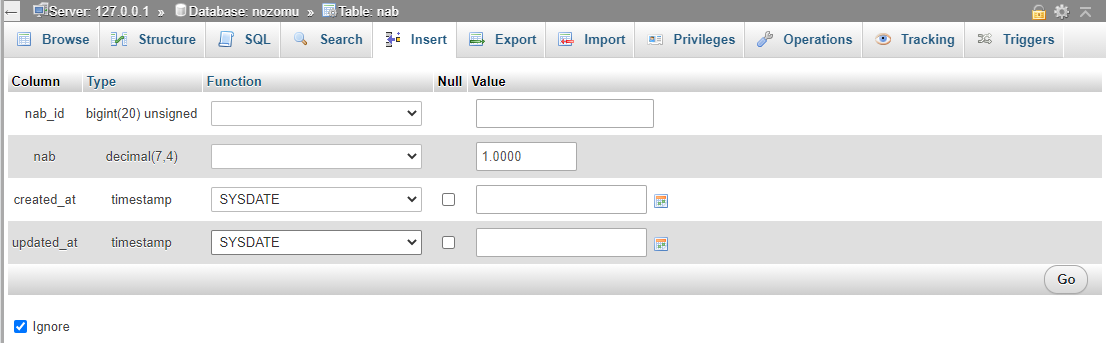 Server: 127.0.0.1 » Database: nozomu » Table: nab
Browse Structure SQL Search Insert Export Import Privileges Operations Tracking Triggers
Column Type Function Null Value
nab_id bigint(20) unsigned
nab decimal(7,4) 1.0000
created_at timestamp SYSDATE
updated_at timestamp SYSDATE
Go
Ignore